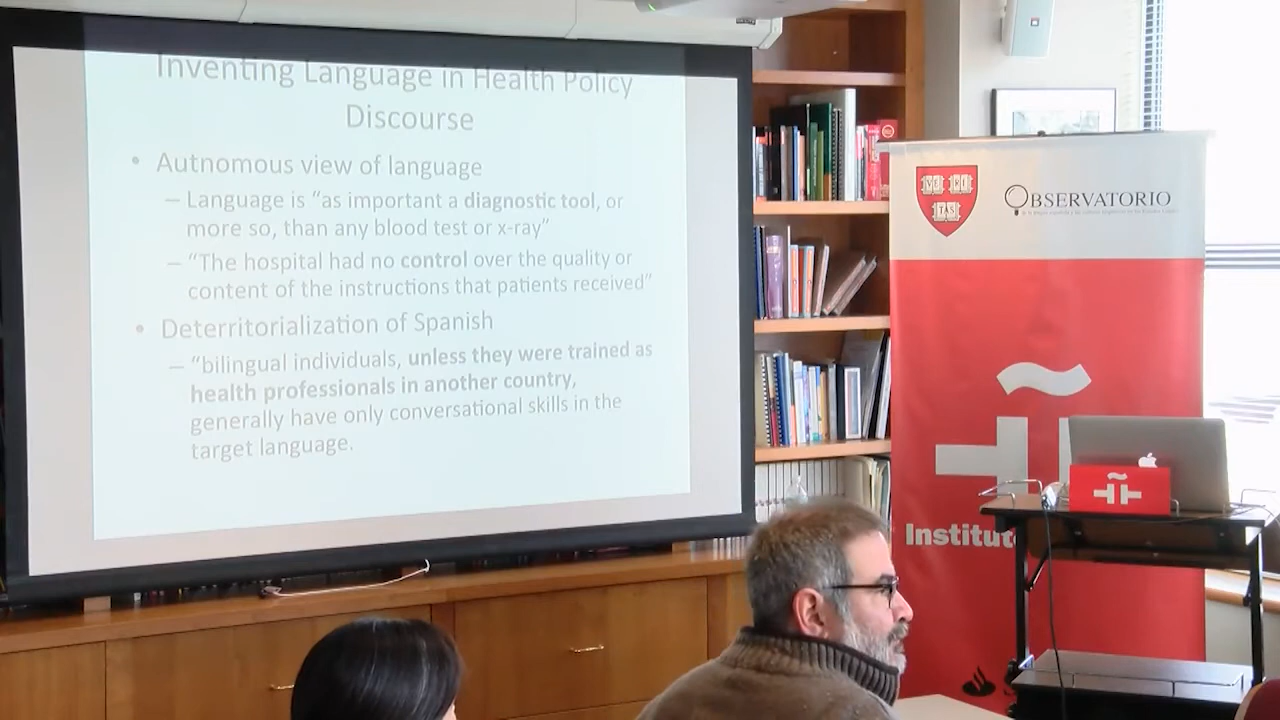 Inventing Language in Health Policy
Discourse
• Autnomous view of language
– Language is “as important a diagnostic tool, or
more so, than any blood test or x-ray”
– “The hospital had no control over the quality or
content of the instructions that patients received”
• Deterritorialization of Spanish
– “bilingual individuals, unless they were trained as
health professionals in another country,
generally have only conversational skills in the
target language.
VE RI
TAS
OBSERVATORIO
Institut